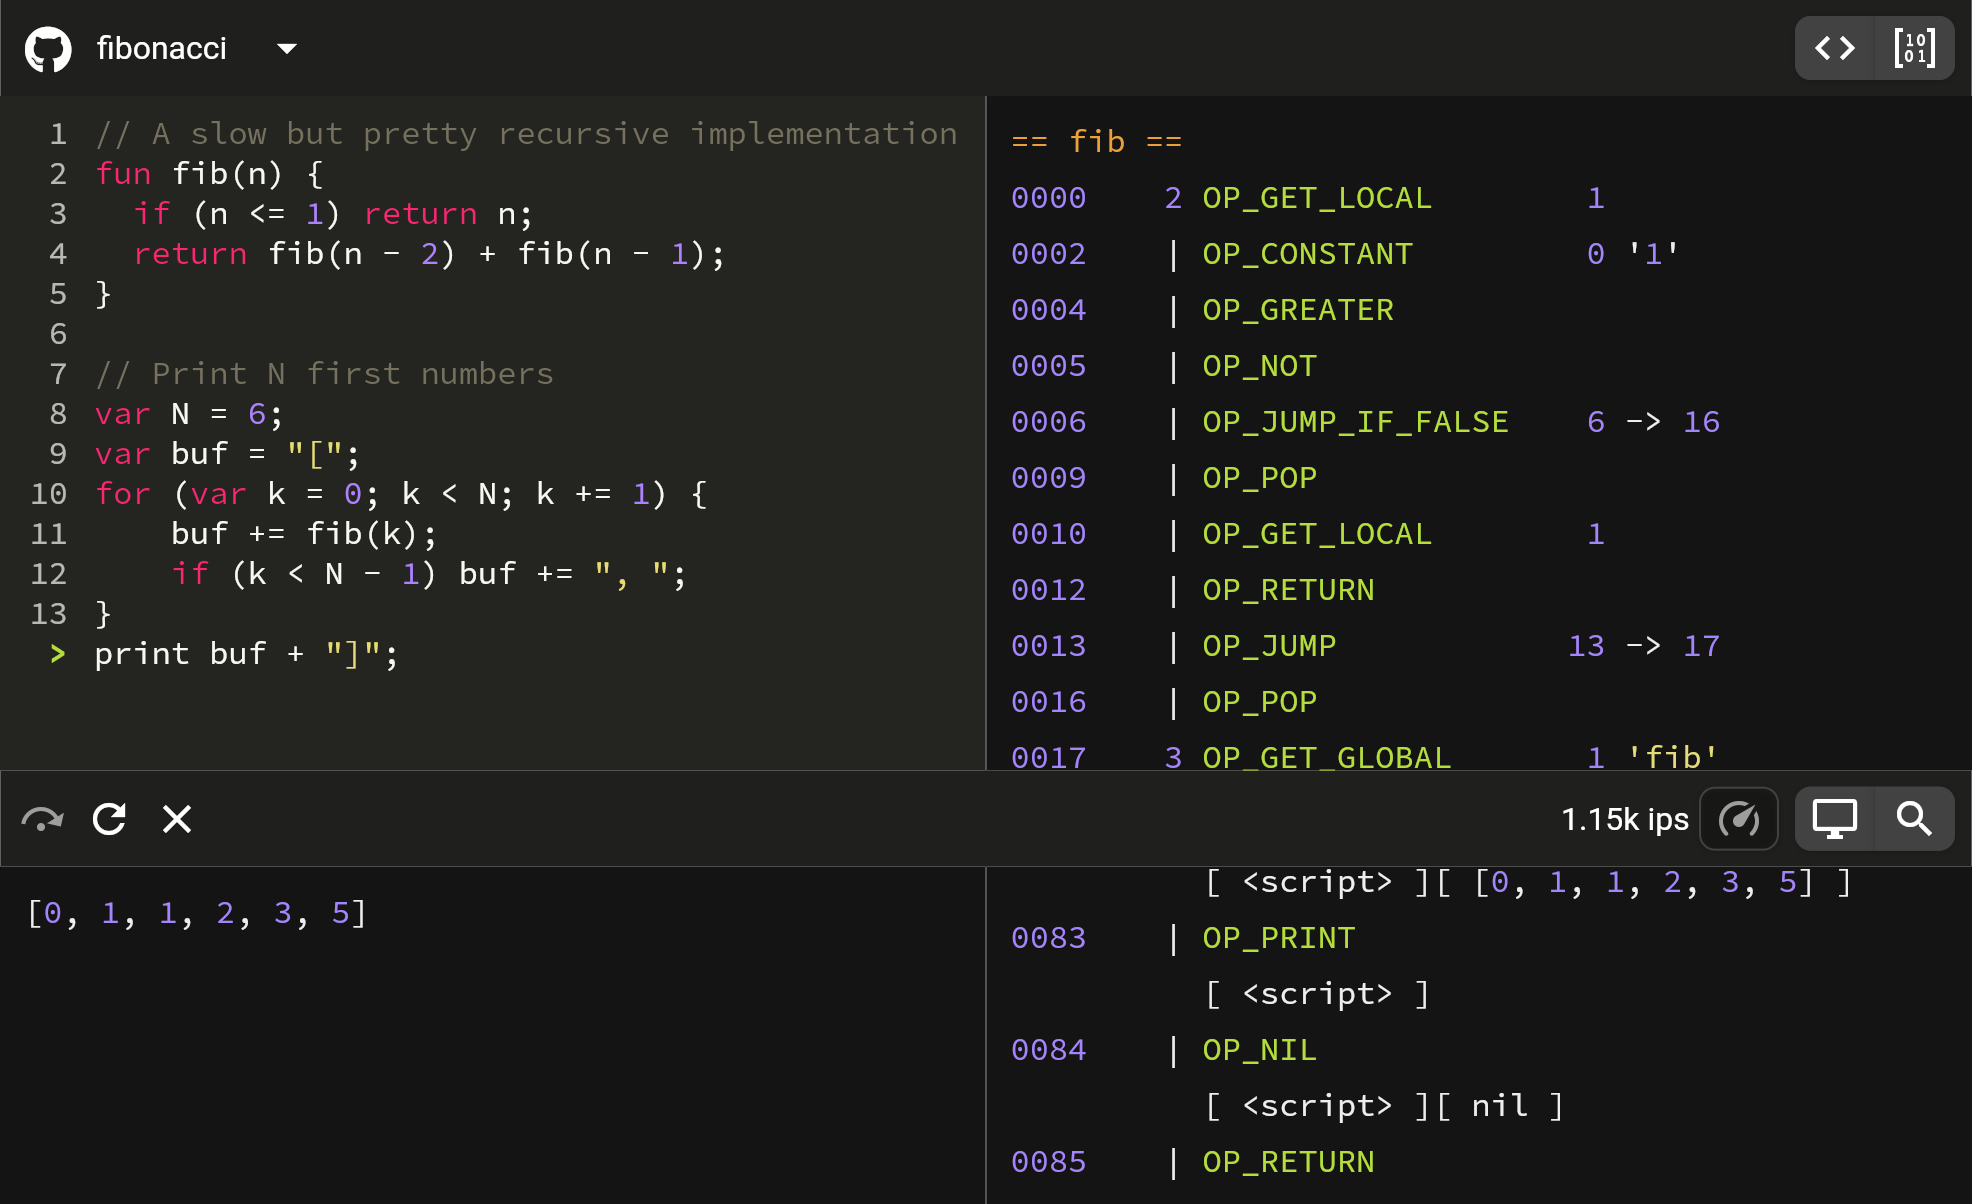 fibonacci
10
01
1 // A slow but pretty recursive implementation
2 fun fib(n) {
3   if (n <= 1) return n;
4   return fib(n - 2) + fib(n - 1);
5 }
6
7 // Print N first numbers
8 var N = 6;
9 var buf = "[";
10 for (var k = 0; k < N; k += 1) {
11     buf += fib(k);
12     if (k < N - 1) buf += ", ";
13 }
> print buf + "]";
== fib ==
0000    2 OP_GET_LOCAL        1
0002    | OP_CONSTANT         0 '1'
0004    | OP_GREATER
0005    | OP_NOT
0006    | OP_JUMP_IF_FALSE    6 -> 16
0009    | OP_POP
0010    | OP_GET_LOCAL        1
0012    | OP_RETURN
0013    | OP_JUMP            13 -> 17
0016    | OP_POP
0017    3 OP_GET_GLOBAL       1 'fib'
1.15k ips
[0, 1, 1, 2, 3, 5]
[ <script> ][ [0, 1, 1, 2, 3, 5] ]
0083    | OP_PRINT
[ <script> ]
0084    | OP_NIL
[ <script> ][ nil ]
0085    | OP_RETURN